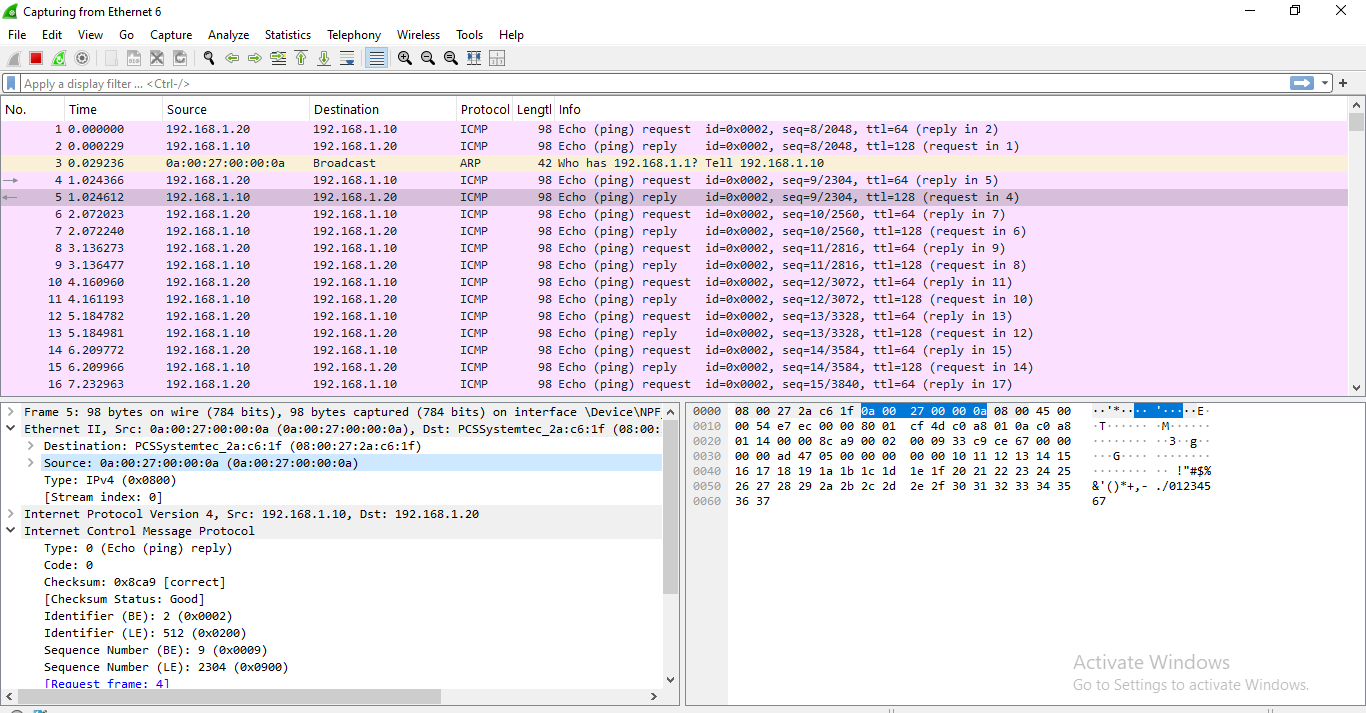 Capturing from Ethernet 6
File Edit View Go Capture Analyze Statistics Telephony Wireless Tools Help
Apply a display filter ... <Ctrl-/>
No. Time Source Destination Protocol Lengtl Info
1 0.000000 192.168.1.20 192.168.1.10 ICMP 98 Echo (ping) request id=0x0002, seq=8/2048, ttl=64 (reply in 2)
2 0.000229 192.168.1.10 192.168.1.20 ICMP 98 Echo (ping) reply id=0x0002, seq=8/2048, ttl=128 (request in 1)
3 0.029236 0a:00:27:00:00:0a Broadcast ARP 42 Who has 192.168.1.1? Tell 192.168.1.10
4 1.024366 192.168.1.20 192.168.1.10 ICMP 98 Echo (ping) request id=0x0002, seq=9/2304, ttl=64 (reply in 5)
5 1.024612 192.168.1.10 192.168.1.20 ICMP 98 Echo (ping) reply id=0x0002, seq=9/2304, ttl=128 (request in 4)
6 2.072023 192.168.1.20 192.168.1.10 ICMP 98 Echo (ping) request id=0x0002, seq=10/2560, ttl=64 (reply in 7)
7 2.072240 192.168.1.10 192.168.1.20 ICMP 98 Echo (ping) reply id=0x0002, seq=10/2560, ttl=128 (request in 6)
8 3.136273 192.168.1.20 192.168.1.10 ICMP 98 Echo (ping) request id=0x0002, seq=11/2816, ttl=64 (reply in 9)
9 3.136477 192.168.1.10 192.168.1.20 ICMP 98 Echo (ping) reply id=0x0002, seq=11/2816, ttl=128 (request in 8)
10 4.160960 192.168.1.20 192.168.1.10 ICMP 98 Echo (ping) request id=0x0002, seq=12/3072, ttl=64 (reply in 11)
11 4.161193 192.168.1.10 192.168.1.20 ICMP 98 Echo (ping) reply id=0x0002, seq=12/3072, ttl=128 (request in 10)
12 5.184782 192.168.1.20 192.168.1.10 ICMP 98 Echo (ping) request id=0x0002, seq=13/3328, ttl=64 (reply in 13)
13 5.184981 192.168.1.10 192.168.1.20 ICMP 98 Echo (ping) reply id=0x0002, seq=13/3328, ttl=128 (request in 12)
14 6.209772 192.168.1.20 192.168.1.10 ICMP 98 Echo (ping) request id=0x0002, seq=14/3584, ttl=64 (reply in 15)
15 6.209966 192.168.1.10 192.168.1.20 ICMP 98 Echo (ping) reply id=0x0002, seq=14/3584, ttl=128 (request in 14)
16 7.232963 192.168.1.20 192.168.1.10 ICMP 98 Echo (ping) request id=0x0002, seq=15/3840, ttl=64 (reply in 17)
Frame 5: 98 bytes on wire (784 bits), 98 bytes captured (784 bits) on interface \Device\NPF_
Ethernet II, Src: 0a:00:27:00:00:0a (0a:00:27:00:00:0a), Dst: PCSSystemtec_2a:c6:1f (08:00:
Destination: PCSSystemtec_2a:c6:1f (08:00:27:2a:c6:1f)
Source: 0a:00:27:00:00:0a (0a:00:27:00:00:0a)
Type: IPv4 (0x0800)
[Stream index: 0]
Internet Protocol Version 4, Src: 192.168.1.10, Dst: 192.168.1.20
Internet Control Message Protocol
Type: 0 (Echo (ping) reply)
Code: 0
Checksum: 0x8ca9 [correct]
[Checksum Status: Good]
Identifier (BE): 2 (0x0002)
Identifier (LE): 512 (0x0200)
Sequence Number (BE): 9 (0x0009)
Sequence Number (LE): 2304 (0x0900)
[Request frame: 4]
0000 08 00 27 2a c6 1f 0a 00 27 00 00 0a 08 00 45 00 ··'*···· '·····E·
0010 00 54 e7 ec 00 00 80 01 cf 4d c0 a8 01 0a c0 a8 ·T······ ·M······
0020 01 14 00 00 8c a9 00 02 00 09 33 c9 ce 67 00 00 ········ ··3··g··
0030 00 00 ad 47 05 00 00 00 00 00 10 11 12 13 14 15 ···G···· ········
0040 16 17 18 19 1a 1b 1c 1d 1e 1f 20 21 22 23 24 25 ········ ·· !"#$%
0050 26 27 28 29 2a 2b 2c 2d 2e 2f 30 31 32 33 34 35 &'()*+,- ./012345
0060 36 37 67
Activate Windows
Go to Settings to activate Windows.